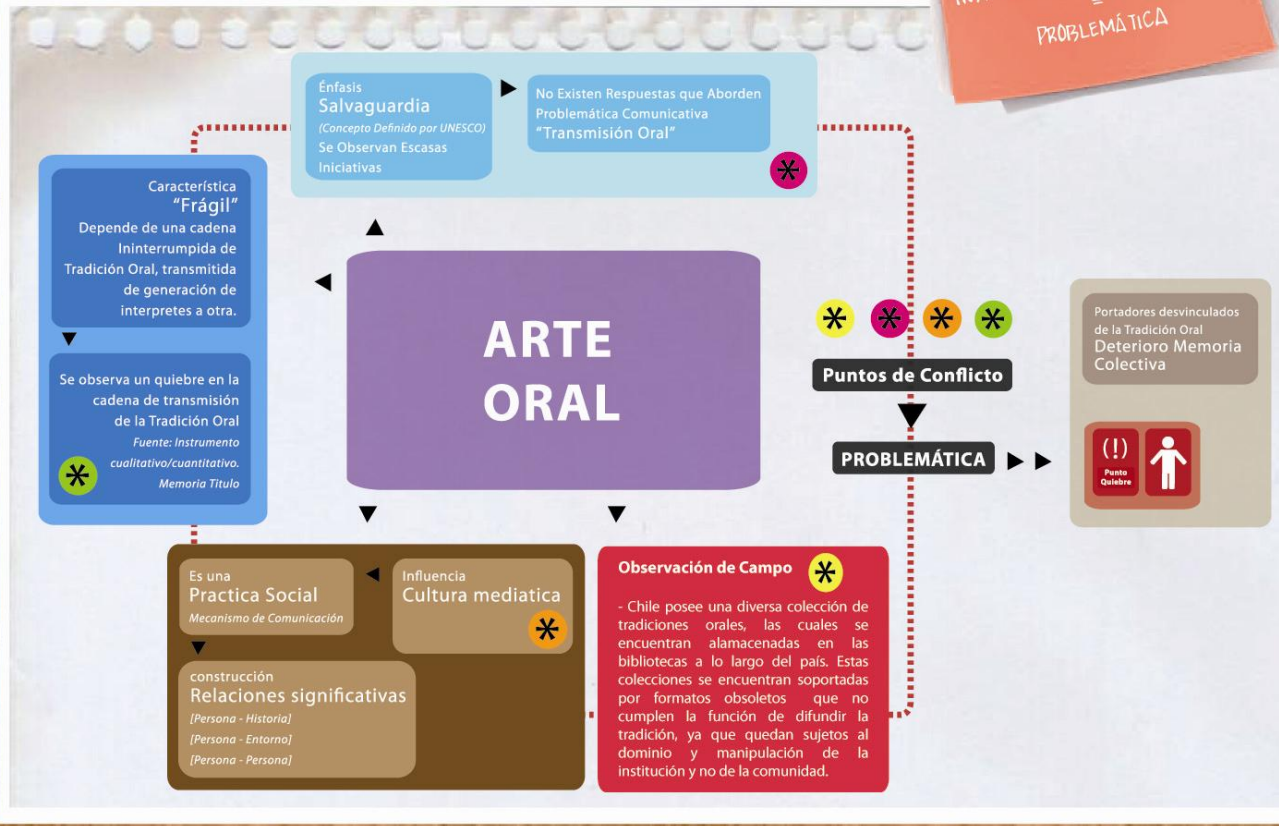 =
PROBLEMÁTICA
Énfasis
Salvaguardia
(Concepto Definido por UNESCO)
Se Observan Escasas
Iniciativas
No Existen Respuestas que Aborden
Problemática Comunicativa
“Transmisión Oral”
Característica
“Frágil”
Depende de una cadena
Ininterrumpida de
Tradición Oral, transmitida
de generación de
interpretes a otra.
Se observa un quiebre en la
cadena de transmisión
de la Tradición Oral
Fuente: Instrumento
cualitativo/cuantitativo.
Memoria Titulo
ARTE
ORAL
Puntos de Conflicto
PROBLEMÁTICA
Portadores desvinculados
de la Tradición Oral
Deterioro Memoria
Colectiva
(!)
Punto
Quiebre
Es una
Practica Social
Mecanismo de Comunicación
Influencia
Cultura mediatica
construcción
Relaciones significativas
[Persona - Historia]
[Persona - Entorno]
[Persona - Persona]
Observación de Campo
- Chile posee una diversa colección de
tradiciones orales, las cuales se
encuentran alamacenadas en las
bibliotecas a lo largo del país. Estas
colecciones se encuentran soportadas
por formatos obsoletos que no
cumplen la función de difundir la
tradición, ya que quedan sujetos al
dominio y manipulación de la
institución y no de la comunidad.